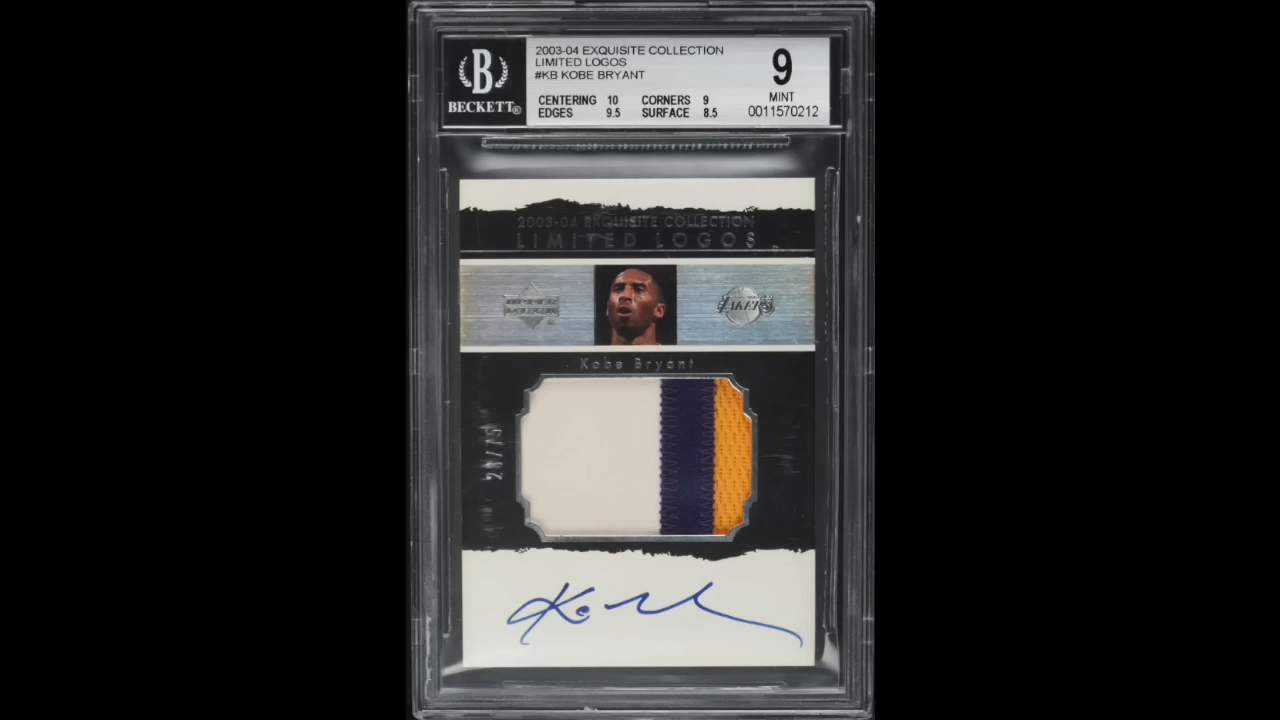 2003-04 EXQUISITE COLLECTION
LIMITED LOGOS
#KB KOBE BRYANT
CENTERING 10 CORNERS 9
EDGES 9.5 SURFACE 8.5
9
MINT
0011570212
B
BECKETT®
2003-04 EXQUISITE COLLECTION
LIMITED LOGOS
LAKERS
Kobe Bryant